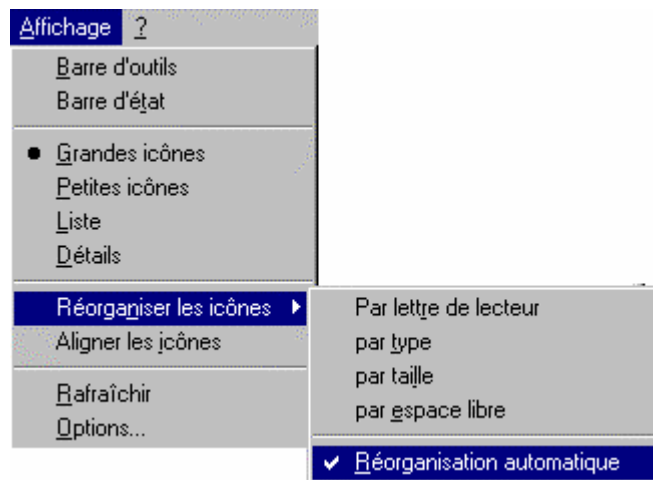 Affichage ?
Barre d'outils
Barre d'état
Grandes icônes
Petites icônes
Liste
Détails
Réorganiser les icônes
Aligner les icônes
Rafraîchir
Options...
Par lettre de lecteur
par type
par taille
par espace libre
Réorganisation automatique